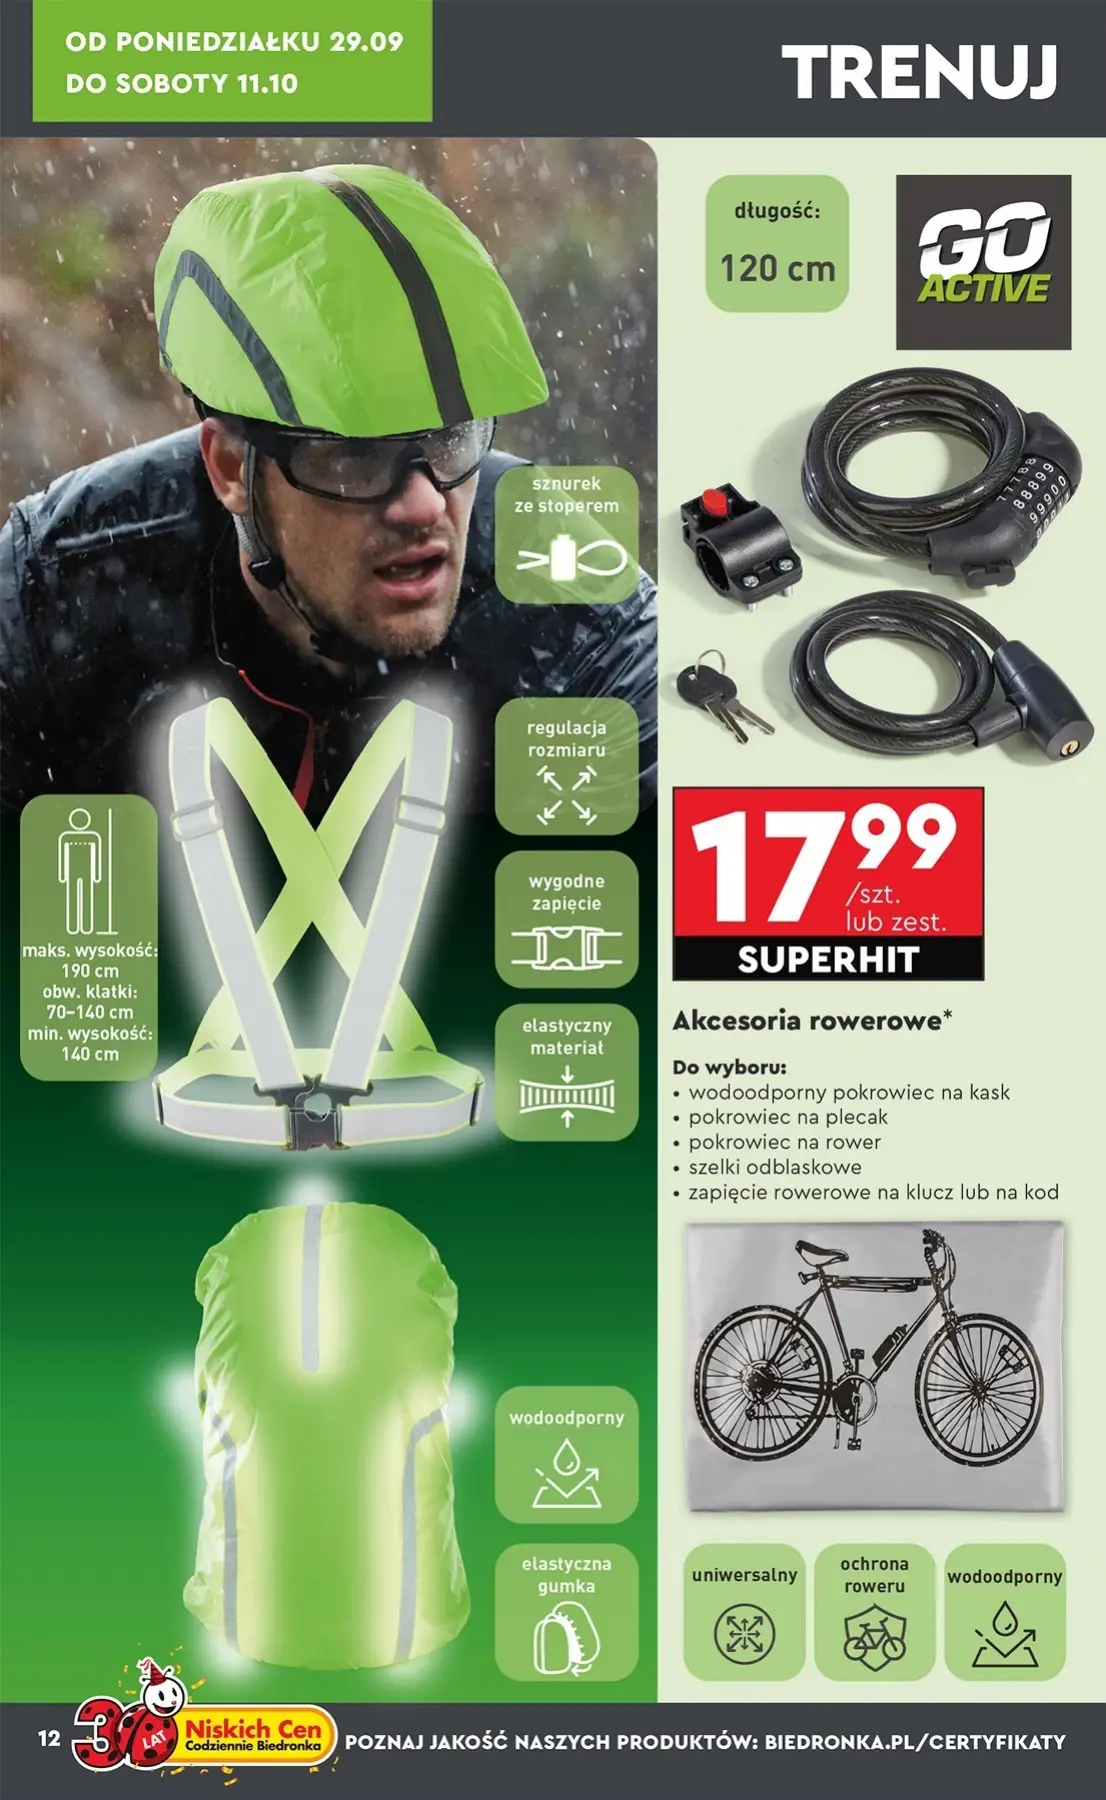 OD PONIEDZIAŁKU 29.09
DO SOBOTY 11.10
TRENUJ
długość:
120 cm
GO
ACTIVE
sznurek
ze stoperem
regulacja
rozmiaru
wygodne
zapięcie
elastyczny
materiał
maks. wysokość:
190 cm
obw. klatki:
70–140 cm
min. wysokość:
140 cm
17 99
/szt.
lub zest.
SUPERHIT
Akcesoria rowerowe*
Do wyboru:
• wodoodporny pokrowiec na kask
• pokrowiec na plecak
• pokrowiec na rower
• szelki odblaskowe
• zapięcie rowerowe na klucz lub na kod
wodoodporny
elastyczna
gumka
uniwersalny
ochrona
roweru
wodoodporny
12
30 LAT
Niskich Cen
Codziennie Biedronka
POZNAJ JAKOŚĆ NASZYCH PRODUKTÓW: BIEDRONKA.PL/CERTYFIKATY